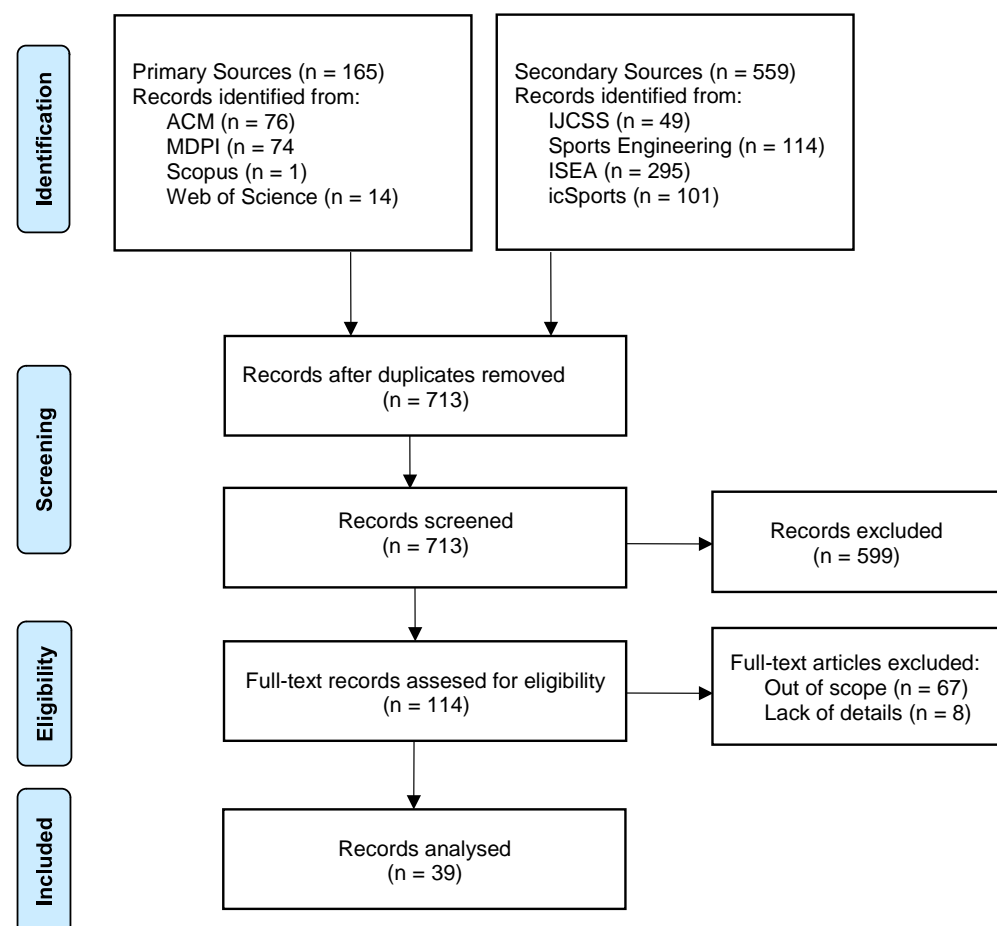 Identification
Primary Sources (n = 165)
Records identified from:
ACM (n = 76)
MDPI (n = 74
Scopus (n = 1)
Web of Science (n = 14)
Secondary Sources (n = 559)
Records identified from:
IJCSS (n = 49)
Sports Engineering (n = 114)
ISEA (n = 295)
icSports (n = 101)
Screening
Records after duplicates removed
(n = 713)
Records screened
(n = 713)
Records excluded
(n = 599)
Eligibility
Full-text records assesed for eligibility
(n = 114)
Full-text articles excluded:
Out of scope (n = 67)
Lack of details (n = 8)
Included
Records analysed
(n = 39)